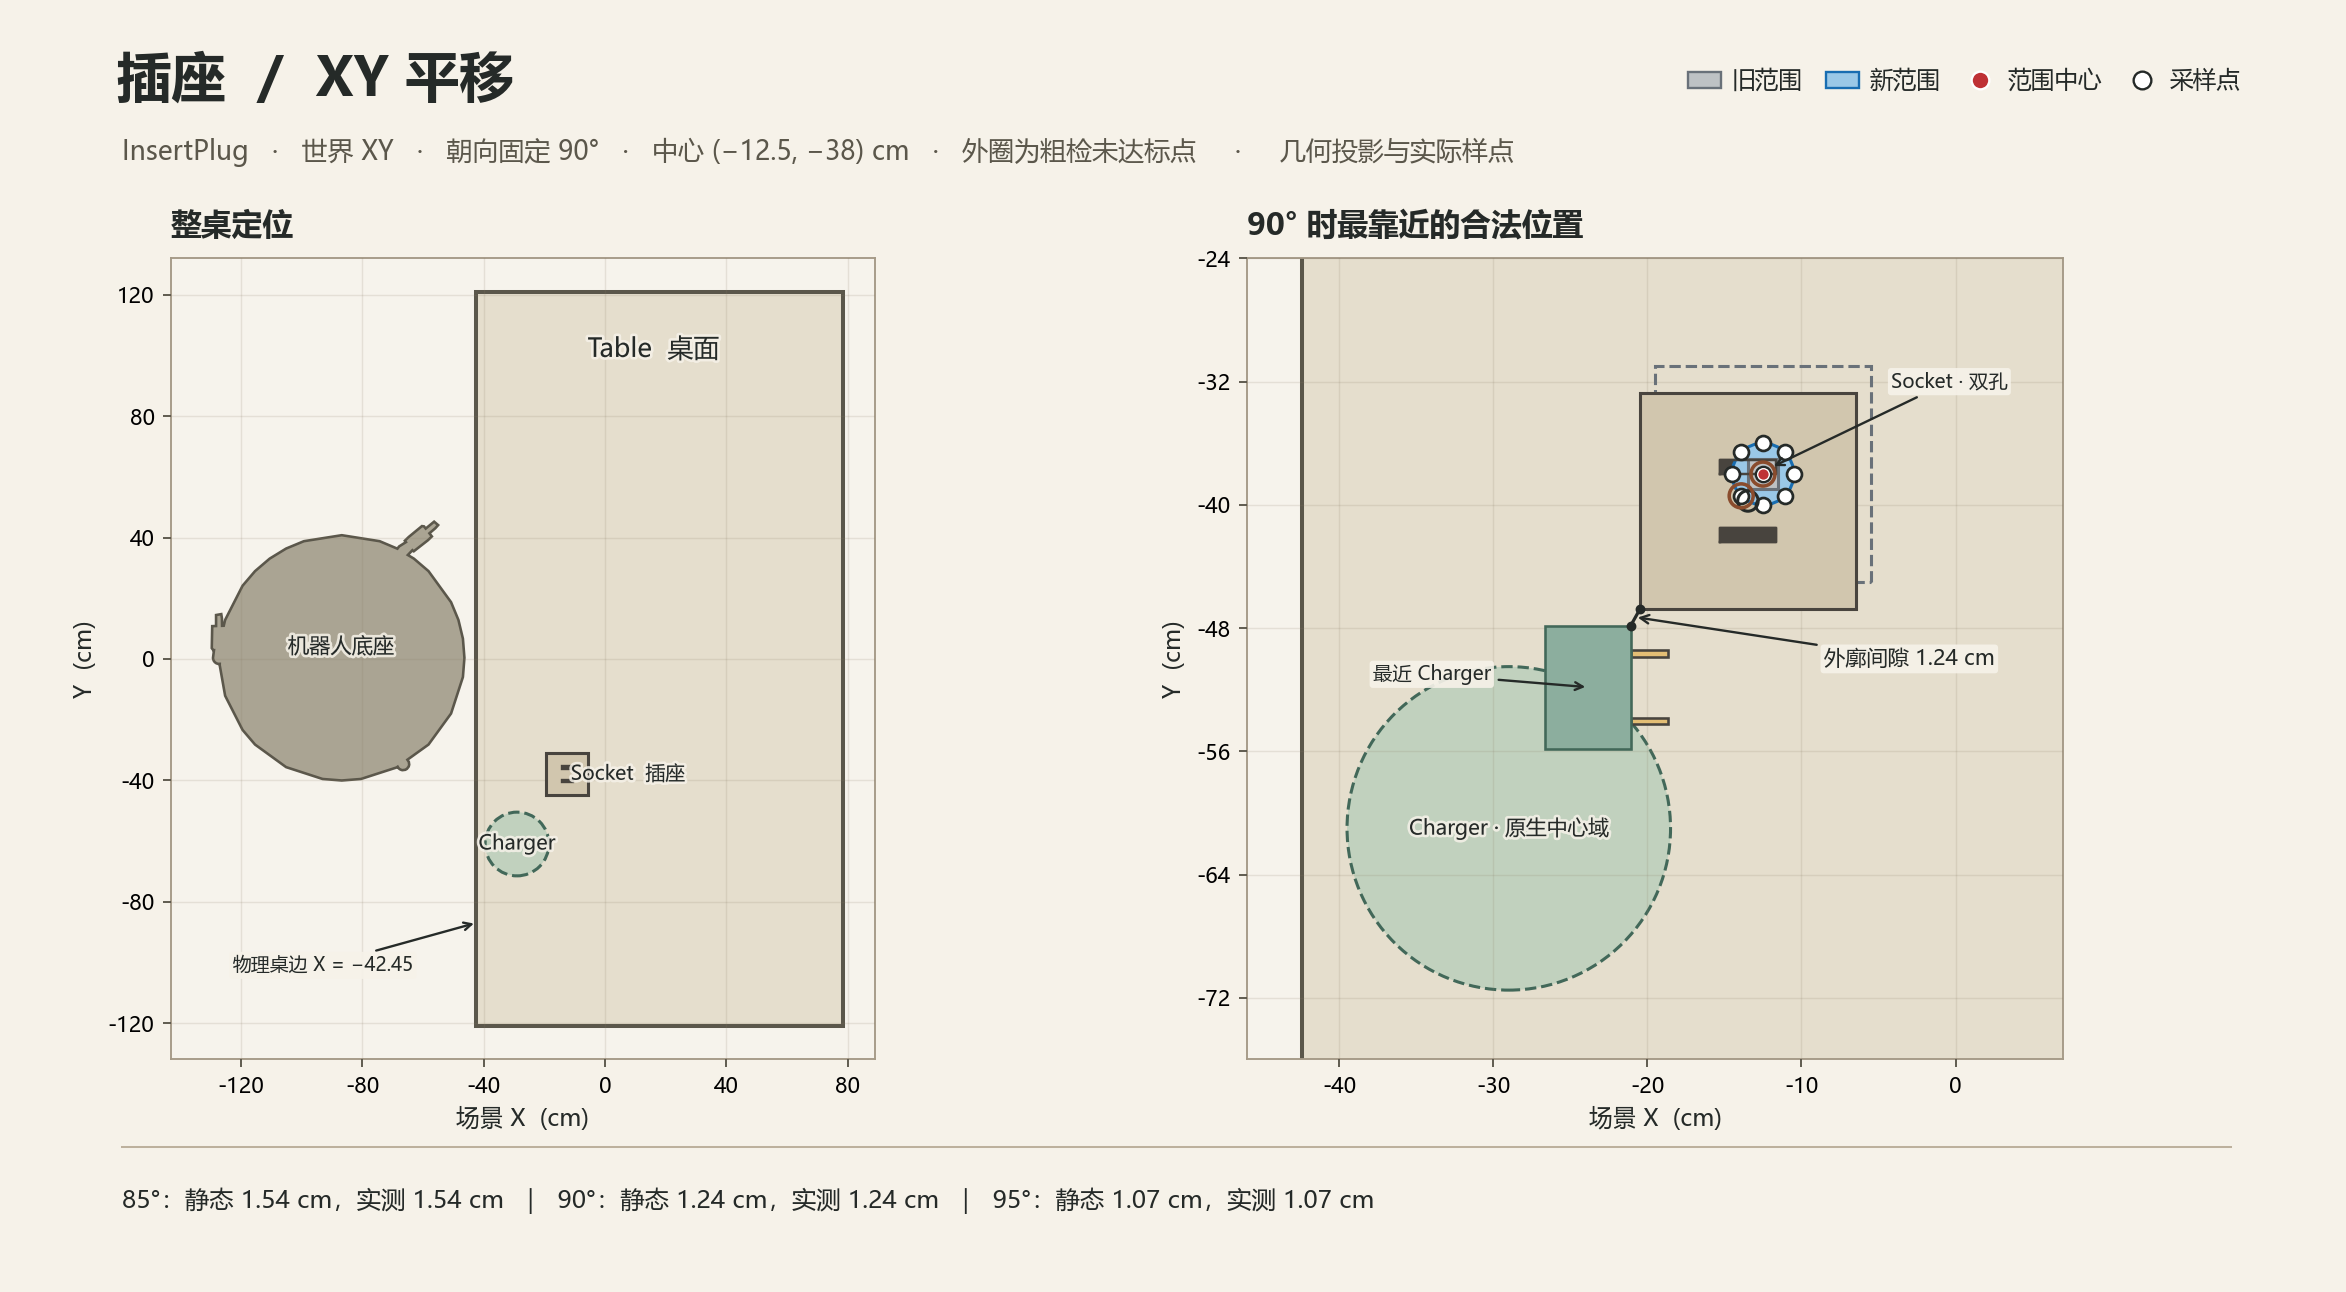 插座 / XY 平移
旧范围 新范围 范围中心 采样点
InsertPlug · 世界 XY · 朝向固定 90° · 中心 (−12.5, −38) cm · 外圈为粗检未达标点 · 几何投影与实际样点
整桌定位
120
80
40
0
-40
-80
-120
Y (cm)
Table 桌面
机器人底座
Socket 插座
Charger
物理桌边 X = −42.45
-120 -80 -40 0 40 80
场景 X (cm)
90° 时最靠近的合法位置
-24
-32
-40
-48
-56
-64
-72
Y (cm)
Socket · 双孔
外廓间隙 1.24 cm
最近 Charger
Charger · 原生中心域
-40 -30 -20 -10 0
场景 X (cm)
85°: 静态 1.54 cm, 实测 1.54 cm | 90°: 静态 1.24 cm, 实测 1.24 cm | 95°: 静态 1.07 cm, 实测 1.07 cm